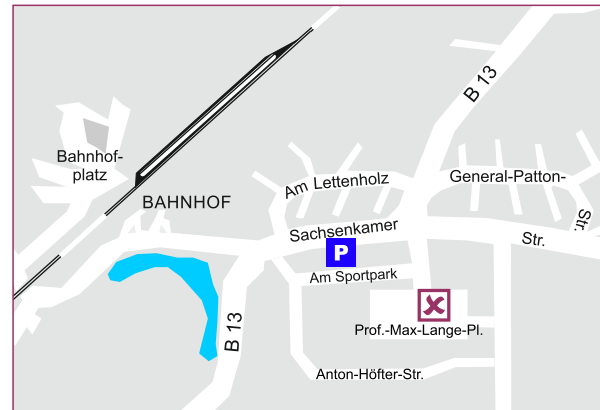 B 13
Bahnhof-
platz
Am Lettenholz
General-Patton-
Str.
BAHNHOF
Sachsenkamer
Str.
P
Am Sportpark
Prof.-Max-Lange-Pl.
B 13
Anton-Höfter-Str.